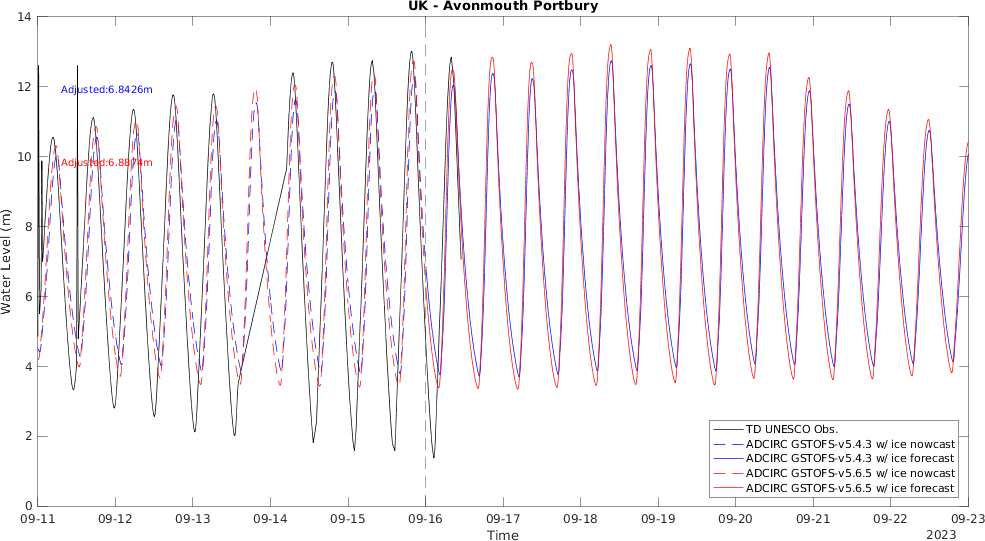 UK - Avonmouth Portbury
14
12
10
8
6
4
2
0
Water Level (m)
Adjusted:6.8426m
Adjusted:6.8874m
TD UNESCO Obs.
ADCIRC GSTOFS-v5.4.3 w/ ice nowcast
ADCIRC GSTOFS-v5.4.3 w/ ice forecast
ADCIRC GSTOFS-v5.6.5 w/ ice nowcast
ADCIRC GSTOFS-v5.6.5 w/ ice forecast
09-11 09-12 09-13 09-14 09-15 09-16 09-17 09-18 09-19 09-20 09-21 09-22 09-23
Time
2023